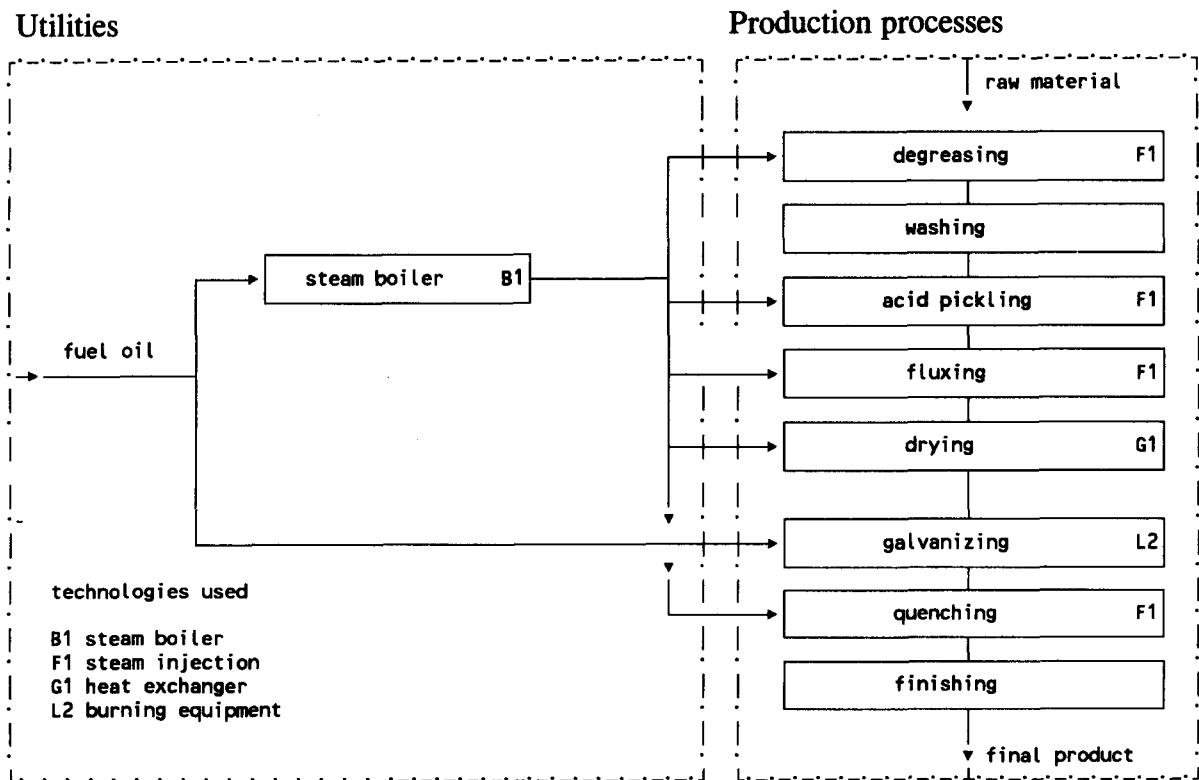 Utilities
Production processes
raw material
degreasing F1
washing
steam boiler B1
acid pickling F1
fuel oil
fluxing F1
drying G1
galvanizing L2
technologies used
quenching F1
B1 steam boiler
F1 steam injection
G1 heat exchanger
L2 burning equipment
finishing
final product